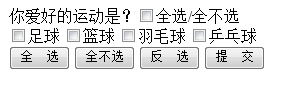 你爱好的运动是？ 全选/全不选
足球 篮球 羽毛球 乒乓球
全　选 全不选 反　选 提　交